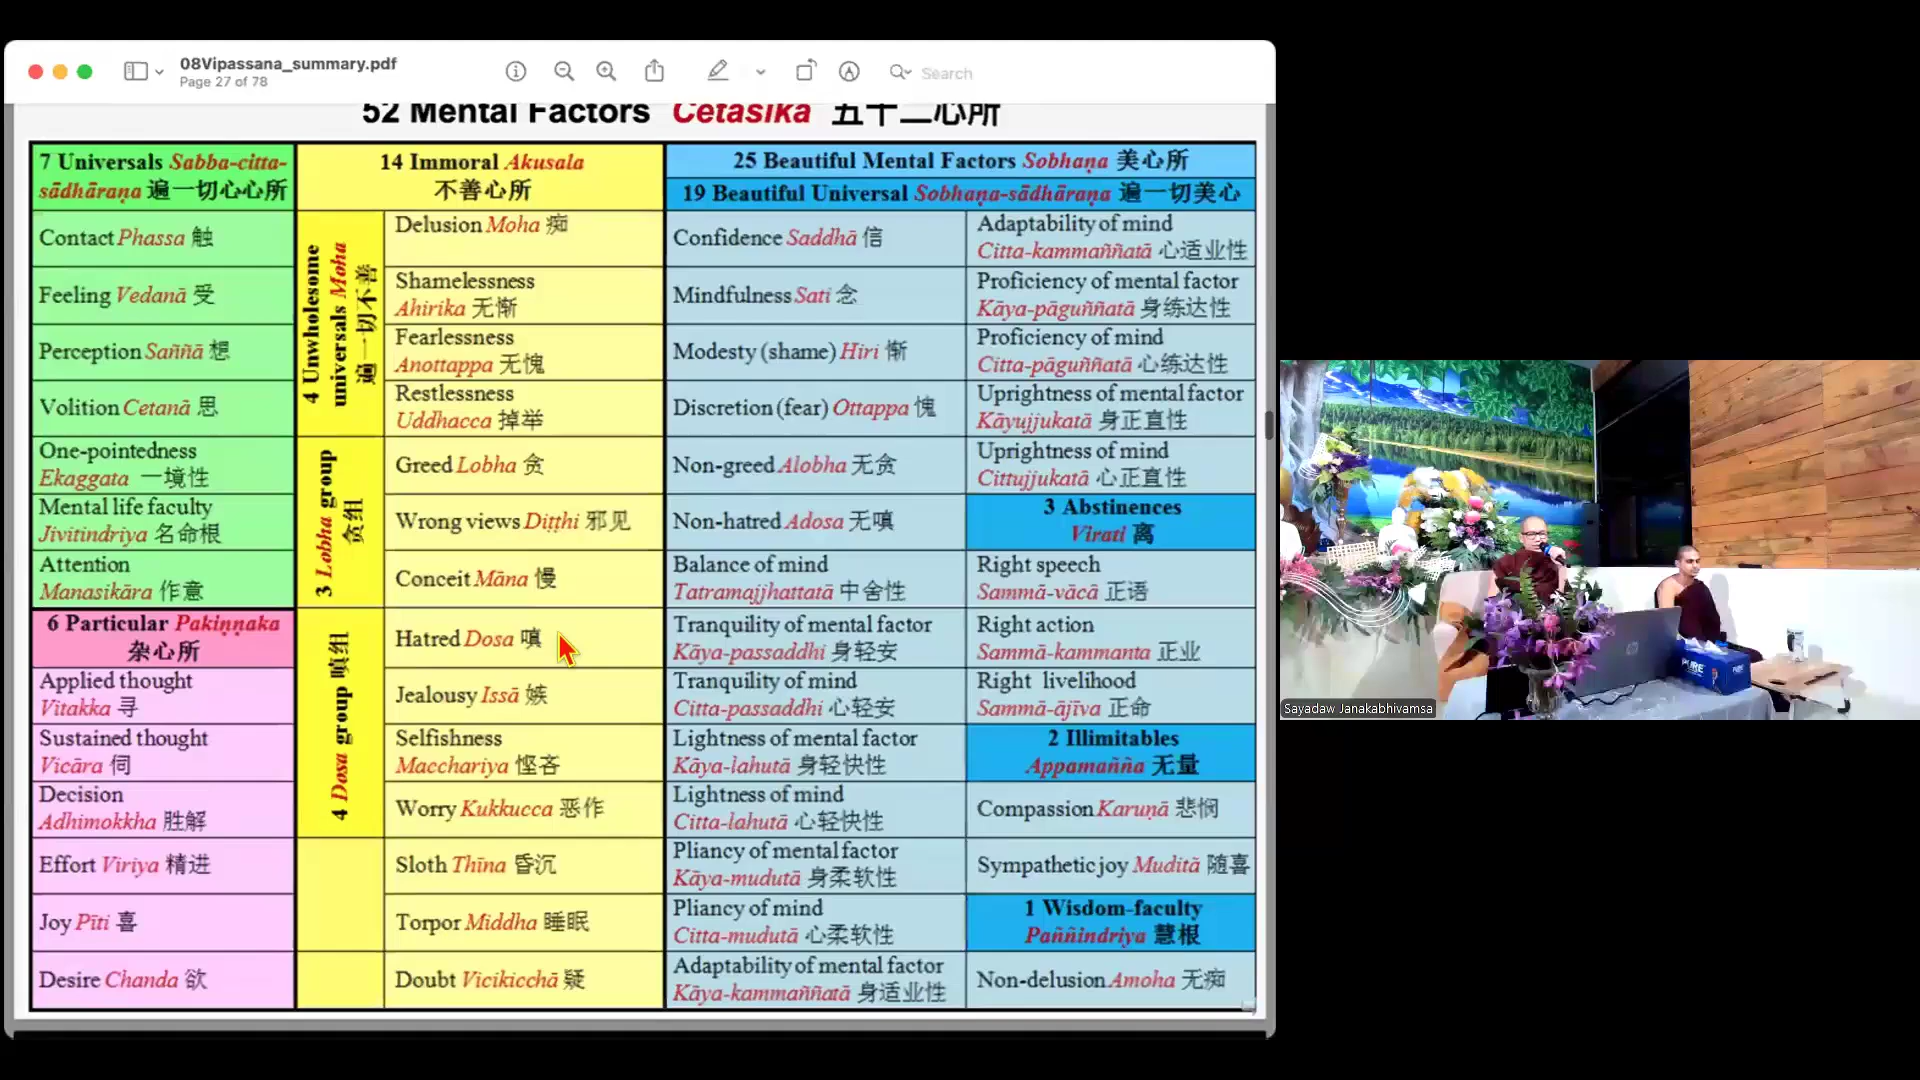 08Vipassana_summary.pdf
Page 27 of 78
Search
52 Mental Factors Cetasika 五十二心所
7 Universals Sabba-citta-
sādhāraṇa 遍一切心心所
Contact Phassa 触
Feeling Vedanā 受
Perception Saññā 想
Volition Cetanā 思
One-pointedness
Ekaggata 一境性
Mental life faculty
Jivitindriya 名命根
Attention
Manasikāra 作意
6 Particular Pakiṇṇaka
杂心所
Applied thought
Vitakka 寻
Sustained thought
Vicāra 伺
Decision
Adhimokkha 胜解
Effort Viriya 精进
Joy Pīti 喜
Desire Chanda 欲
14 Immoral Akusala
不善心所
4 Unwholesome
universals Moha
遍一切不善
Delusion Moha 痴
Shamelessness
Ahirika 无惭
Fearlessness
Anottappa 无愧
Restlessness
Uddhacca 掉举
3 Lobha group
贪组
Greed Lobha 贪
Wrong views Diṭṭhi 邪见
Conceit Māna 慢
4 Dosa group 嗔组
Hatred Dosa 嗔
Jealousy Issā 嫉
Selfishness
Macchariya 悭吝
Worry Kukkucca 恶作
Sloth Thīna 昏沉
Torpor Middha 睡眠
Doubt Vicikicchā 疑
25 Beautiful Mental Factors Sobhaṇa 美心所
19 Beautiful Universal Sobhaṇa-sādhāraṇa 遍一切美心
Confidence Saddhā 信
Mindfulness Sati 念
Modesty (shame) Hiri 惭
Discretion (fear) Ottappa 愧
Non-greed Alobha 无贪
Non-hatred Adosa 无嗔
Balance of mind
Tatramajjhattatā 中舍性
Tranquility of mental factor
Kāya-passaddhi 身轻安
Tranquility of mind
Citta-passaddhi 心轻安
Lightness of mental factor
Kāya-lahutā 身轻快性
Lightness of mind
Citta-lahutā 心轻快性
Pliancy of mental factor
Kāya-mudutā 身柔软性
Pliancy of mind
Citta-mudutā 心柔软性
Adaptability of mental factor
Kāya-kammaññatā 身适业性
Adaptability of mind
Citta-kammaññatā 心适业性
Proficiency of mental factor
Kāya-pāguññatā 身练达性
Proficiency of mind
Citta-pāguññatā 心练达性
Uprightness of mental factor
Kāyujjukatā 身正直性
Uprightness of mind
Cittujjukatā 心正直性
3 Abstinences
Virati 离
Right speech
Sammā-vācā 正语
Right action
Sammā-kammanta 正业
Right livelihood
Sammā-ājīva 正命
2 Illimitables
Appamañña 无量
Compassion Karuṇā 悲悯
Sympathetic joy Muditā 随喜
1 Wisdom-faculty
Paññindriya 慧根
Non-delusion Amoha 无痴
PURE
hp
Sayadaw Janakabhivamsa